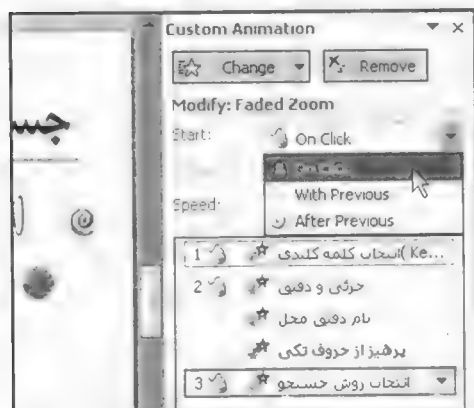 Custom Animation
Change
Remove
Modify: Faded Zoom
Start:
On Click
With Previous
Speed:
After Previous
1 انتخاب کلمه کلیدی )Ke...
2 جزئی و دقیق
نام دقیق محل
پرهیز از حروف تکی
3 انتخاب روش جستجو
جس